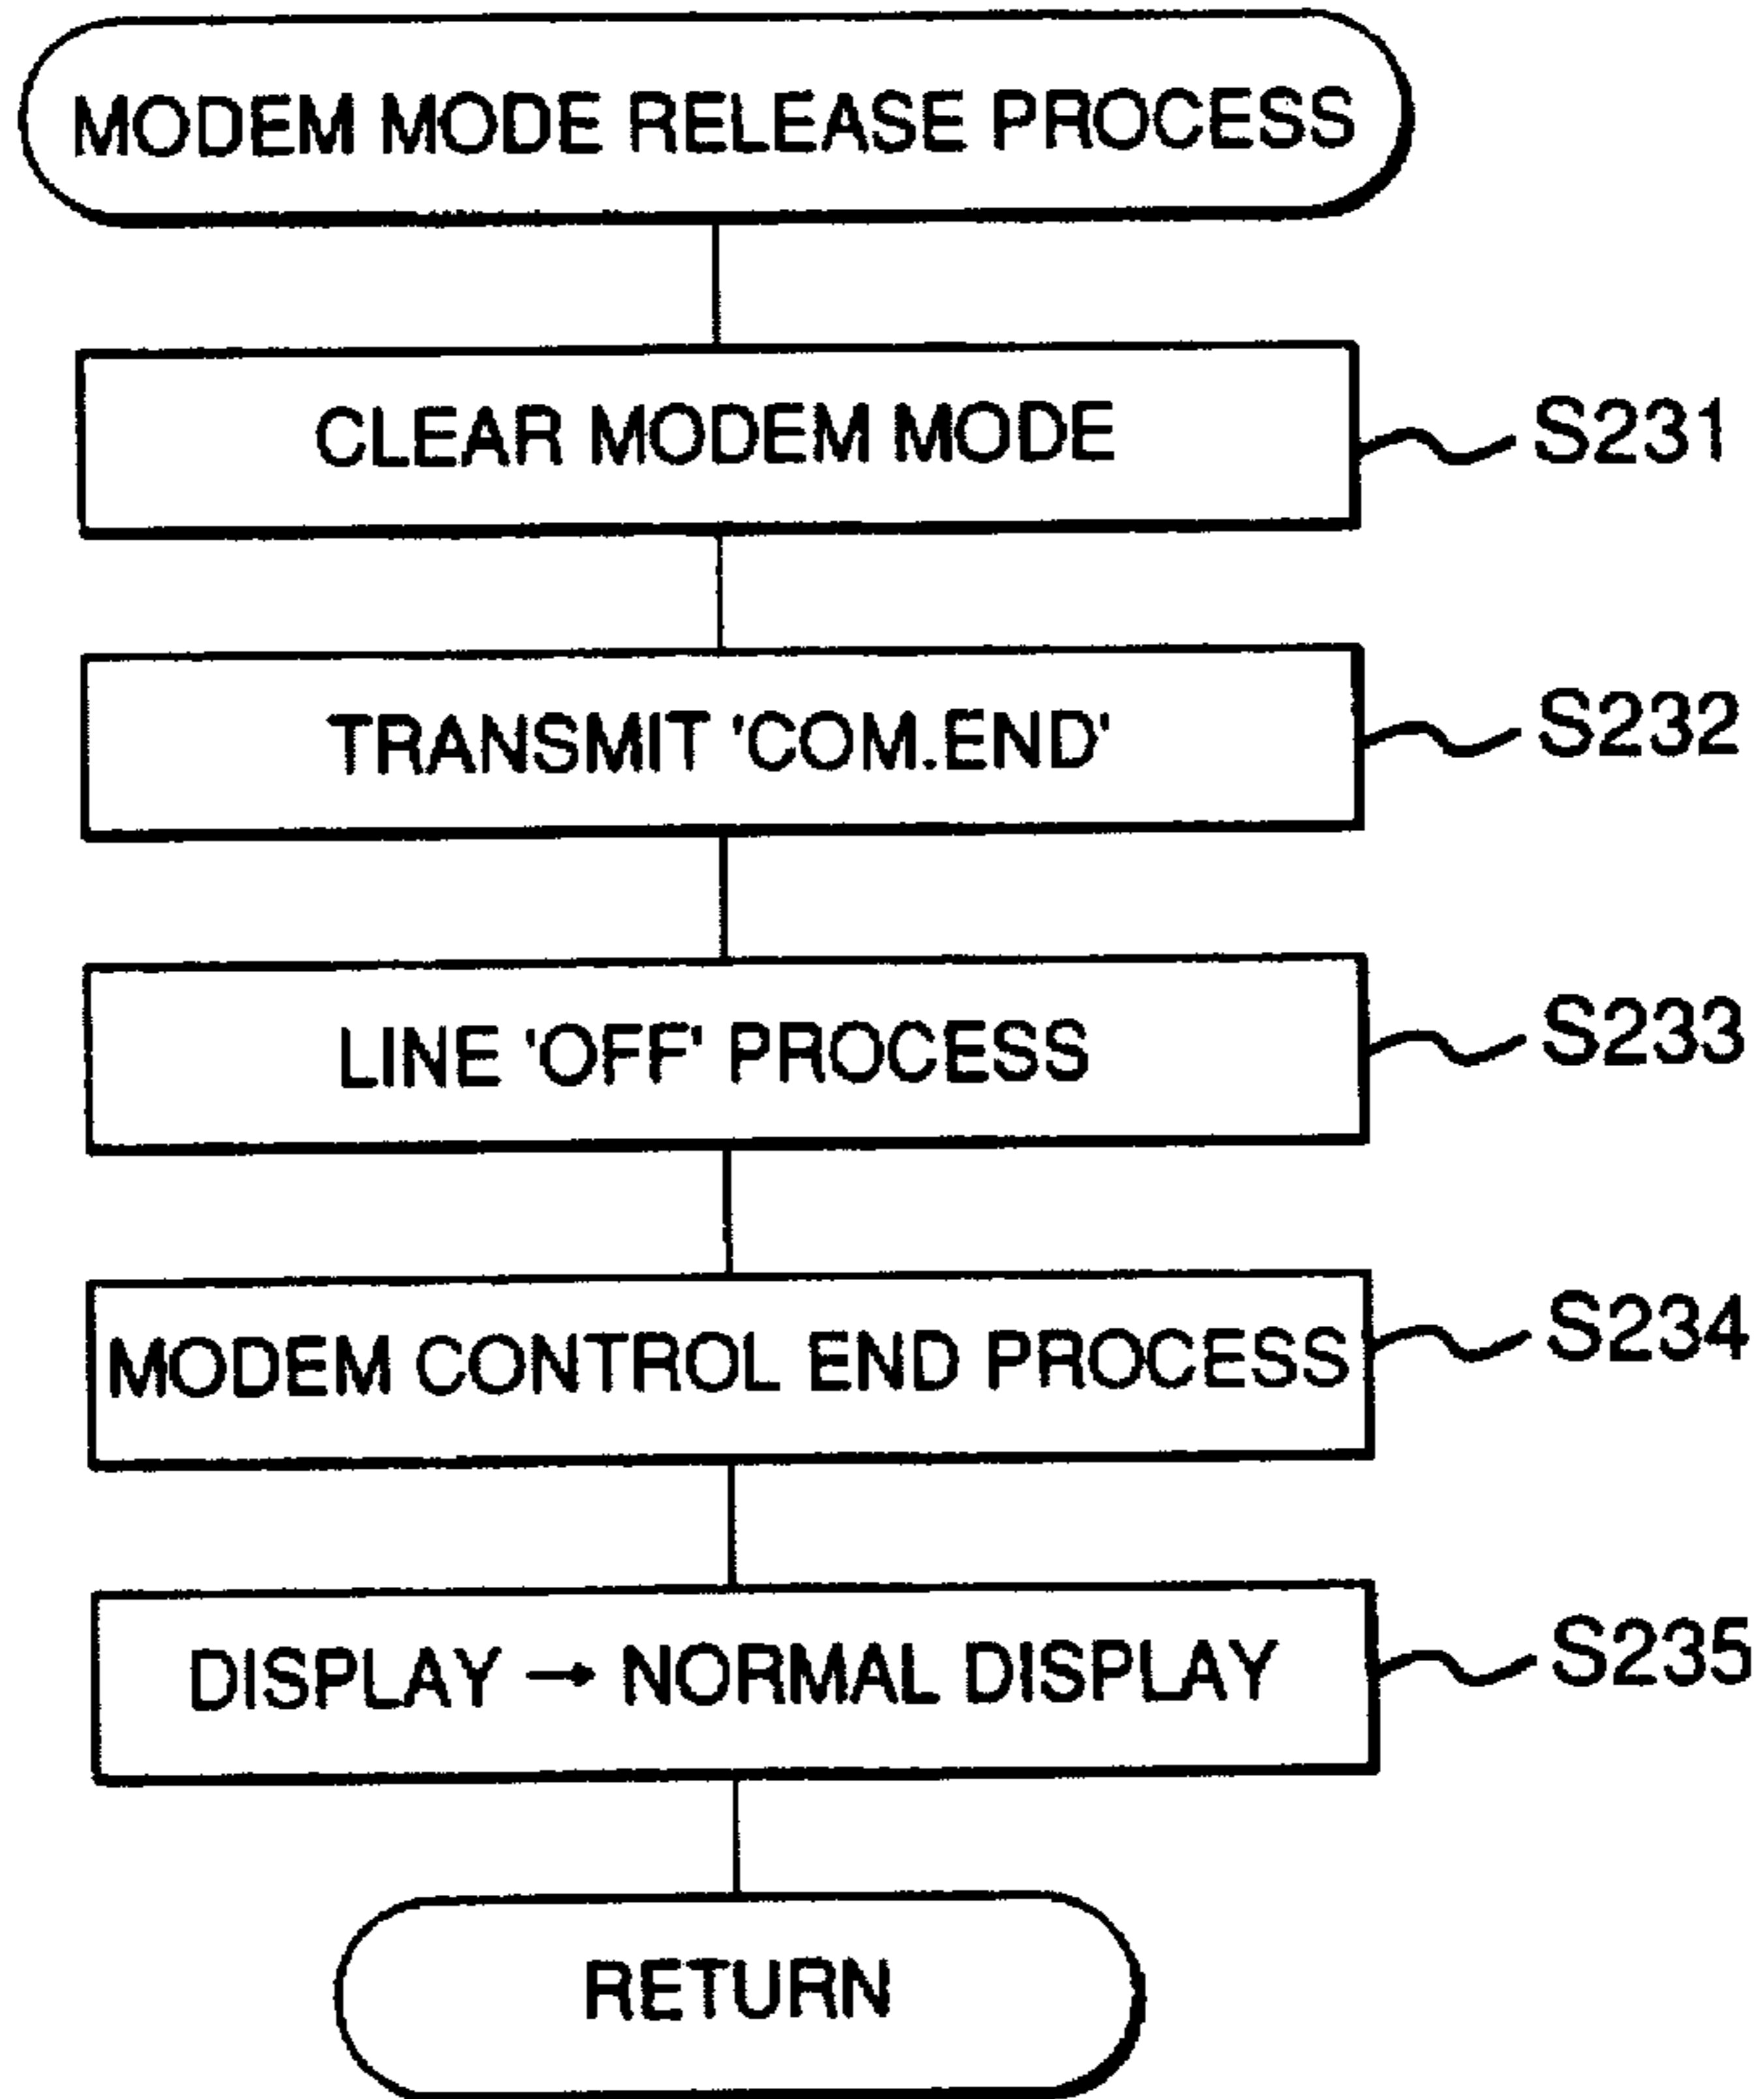 MODEM MODE RELEASE PROCESS
CLEAR MODEM MODE
S231
TRANSMIT 'COM.END'
S232
LINE 'OFF' PROCESS
S233
MODEM CONTROL END PROCESS
S234
DISPLAY → NORMAL DISPLAY
S235
RETURN